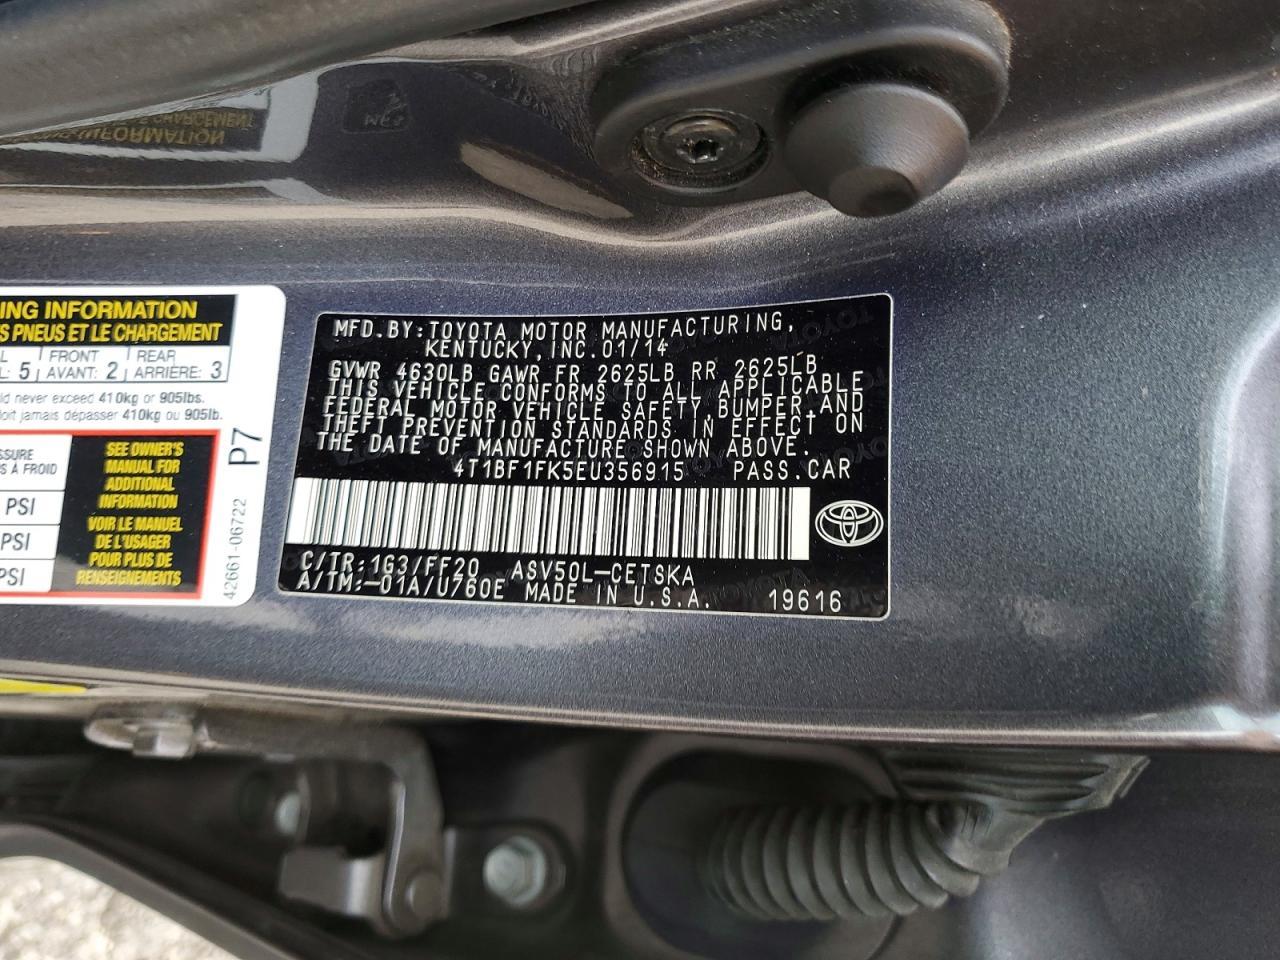 ING INFORMATION
S PNEUS ET LE CHARGEMENT
L
L: 5
FRONT
AVANT: 2
REAR
ARRIÈRE: 3
never exceed 410kg or 905lbs.
jamais dépasser 410kg ou 905lb.
SSURE
S À FROID
PSI
PSI
PSI
SEE OWNER'S
MANUAL FOR
ADDITIONAL
INFORMATION
VOIR LE MANUEL
DE L'USAGER
POUR PLUS DE
RENSEIGNEMENTS
P7
42661-06722
MFD.BY:TOYOTA MOTOR MANUFACTURING,
KENTUCKY,INC.01/14
GVWR 4630LB GAWR FR 2625LB RR 2625LB
THIS VEHICLE CONFORMS TO ALL APPLICABLE
FEDERAL MOTOR VEHICLE SAFETY,BUMPER,AND
THEFT PREVENTION STANDARDS IN EFFECT ON
THE DATE OF MANUFACTURE SHOWN ABOVE.
4T1BF1FK5EU356915 PASS.CAR
C/TR:1G3/FF20 ASV50L-CETSKA
A/TM:-01A/U760E MADE IN U.S.A. 19616